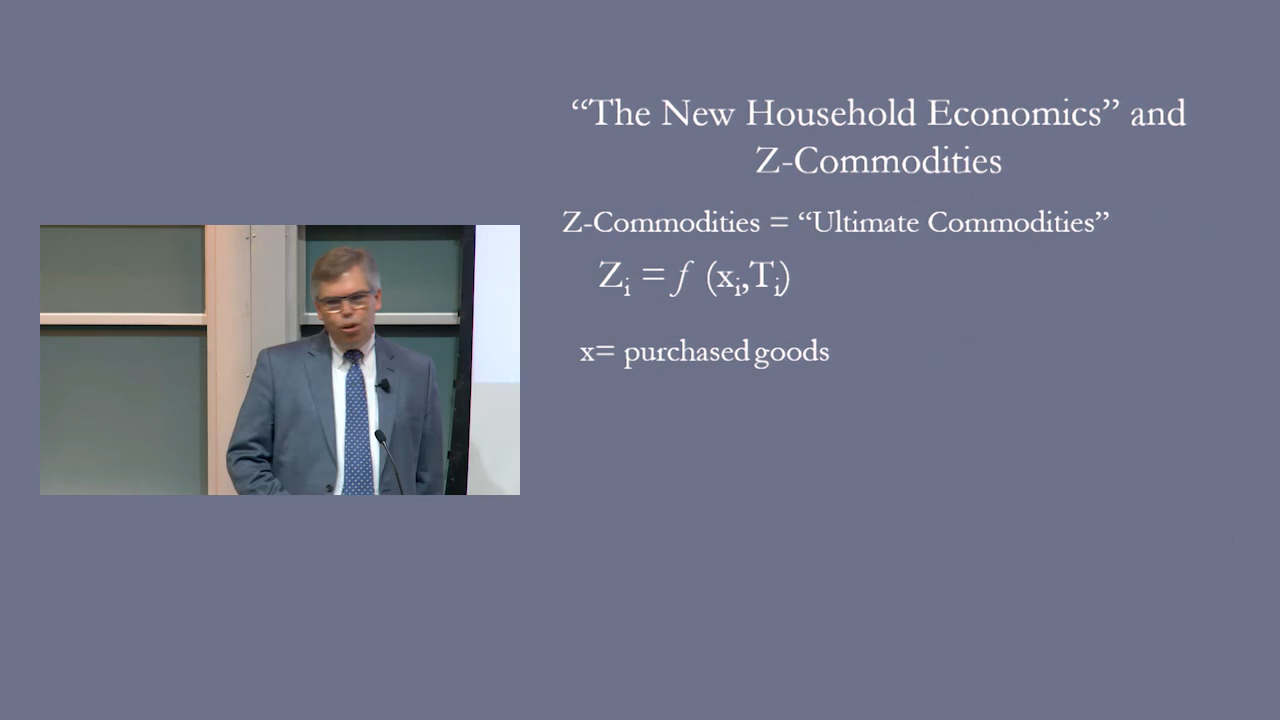 “The New Household Economics” and
Z-Commodities
Z-Commodities = “Ultimate Commodities”
Zᵢ = f (xᵢ,Tᵢ)
x= purchased goods